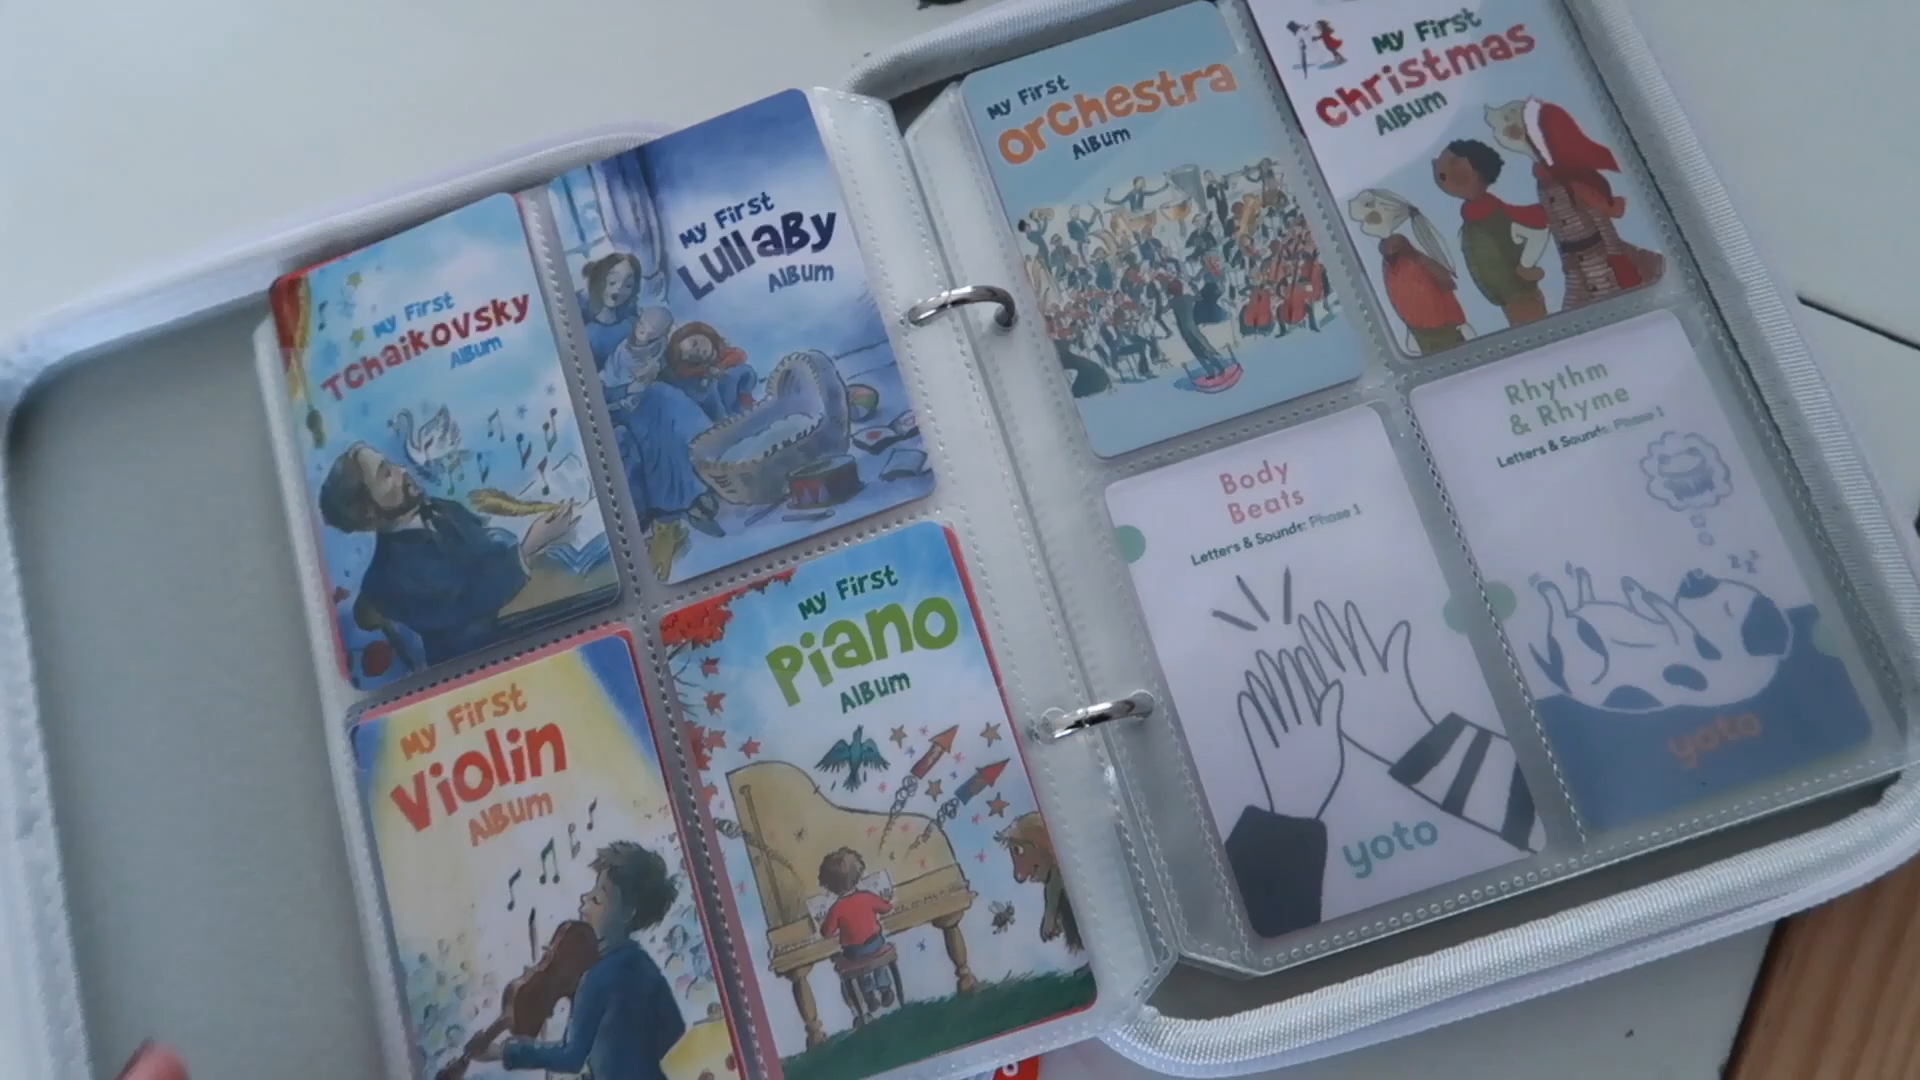 My First
Tchaikovsky
Album
My First
Lullaby
Album
My First
Violin
Album
My First
Piano
Album
My First
orchestra
Album
My First
christmas
Album
Body
Beats
Letters & Sounds: Phase 1
yoto
Rhythm
& Rhyme
Letters & Sounds: Phase 1
zzz
yoto